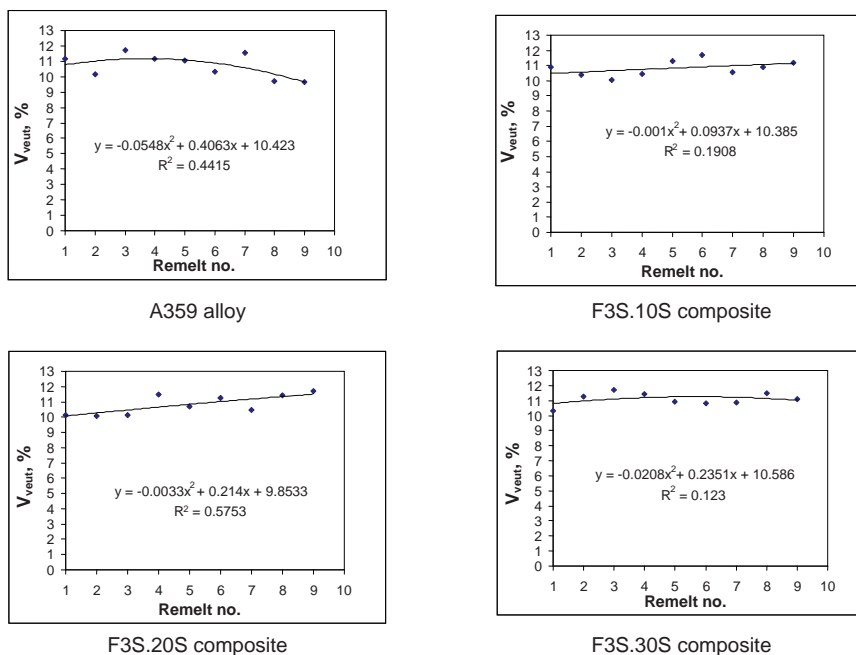 V_veut, %
13
12
11
10
9
8
7
6
5
4
3
2
1
0
y = -0.0548x² + 0.4063x + 10.423
R² = 0.4415
1 2 3 4 5 6 7 8 9 10
Remelt no.
A359 alloy
V_veut, %
13
12
11
10
9
8
7
6
5
4
3
2
1
0
y = -0.001x² + 0.0937x + 10.385
R² = 0.1908
1 2 3 4 5 6 7 8 9 10
Remelt no.
F3S.10S composite
V_veut, %
13
12
11
10
9
8
7
6
5
4
3
2
1
0
y = -0.0033x² + 0.214x + 9.8533
R² = 0.5753
1 2 3 4 5 6 7 8 9 10
Remelt no.
F3S.20S composite
V_veut, %
13
12
11
10
9
8
7
6
5
4
3
2
1
0
y = -0.0208x² + 0.2351x + 10.586
R² = 0.123
1 2 3 4 5 6 7 8 9 10
Remelt no.
F3S.30S composite